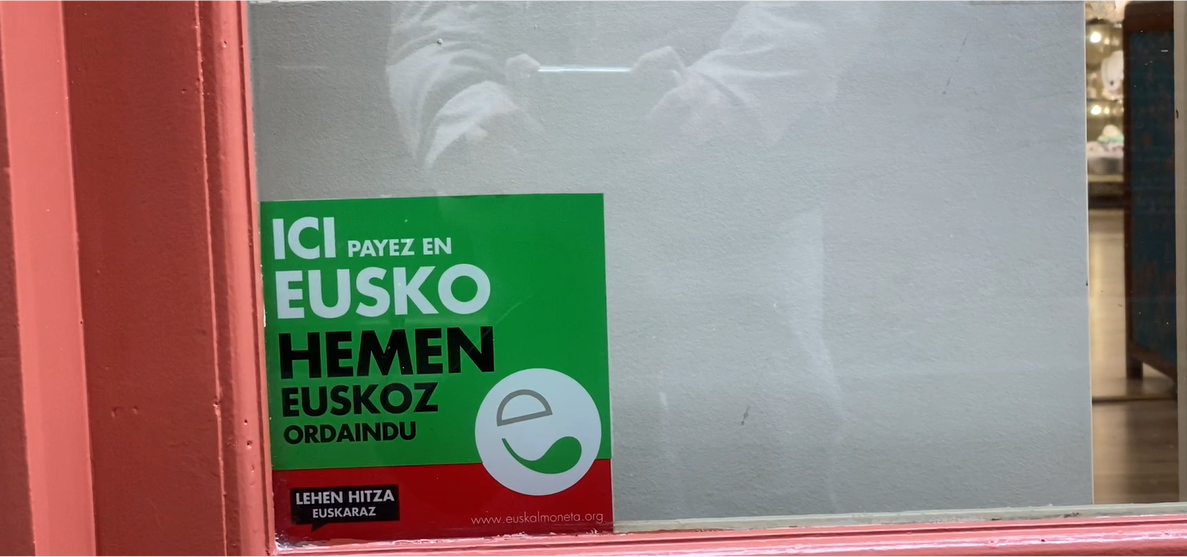 ICI PAYEZ EN
EUSKO
HEMEN
EUSKOZ
ORDAINDU
LEHEN HITZA
EUSKARAZ
www.euskalmoneta.org